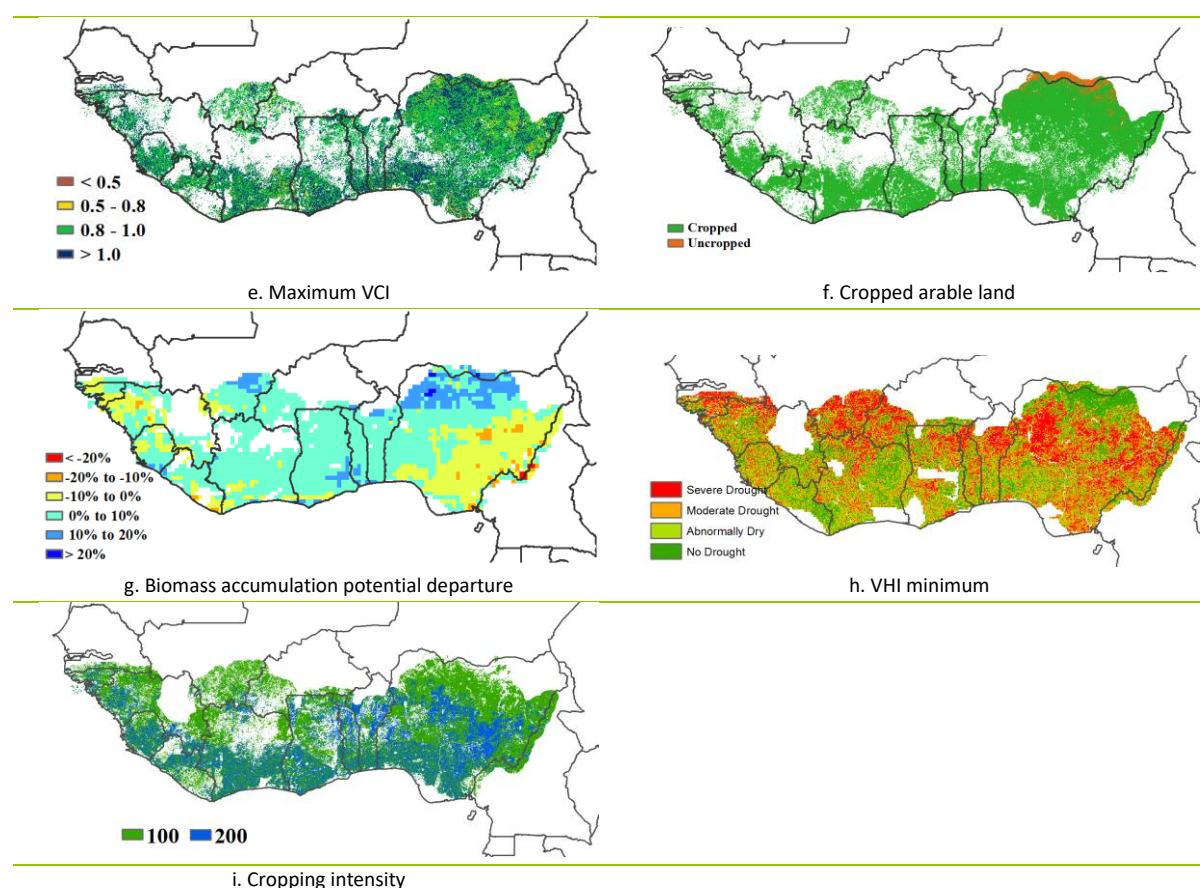 < 0.5
0.5 - 0.8
0.8 - 1.0
> 1.0
e. Maximum VCI
Cropped
Uncropped
f. Cropped arable land
< -20%
-20% to -10%
-10% to 0%
0% to 10%
10% to 20%
> 20%
g. Biomass accumulation potential departure
Severe Drought
Moderate Drought
Abnormally Dry
No Drought
h. VHI minimum
100 200
i. Cropping intensity